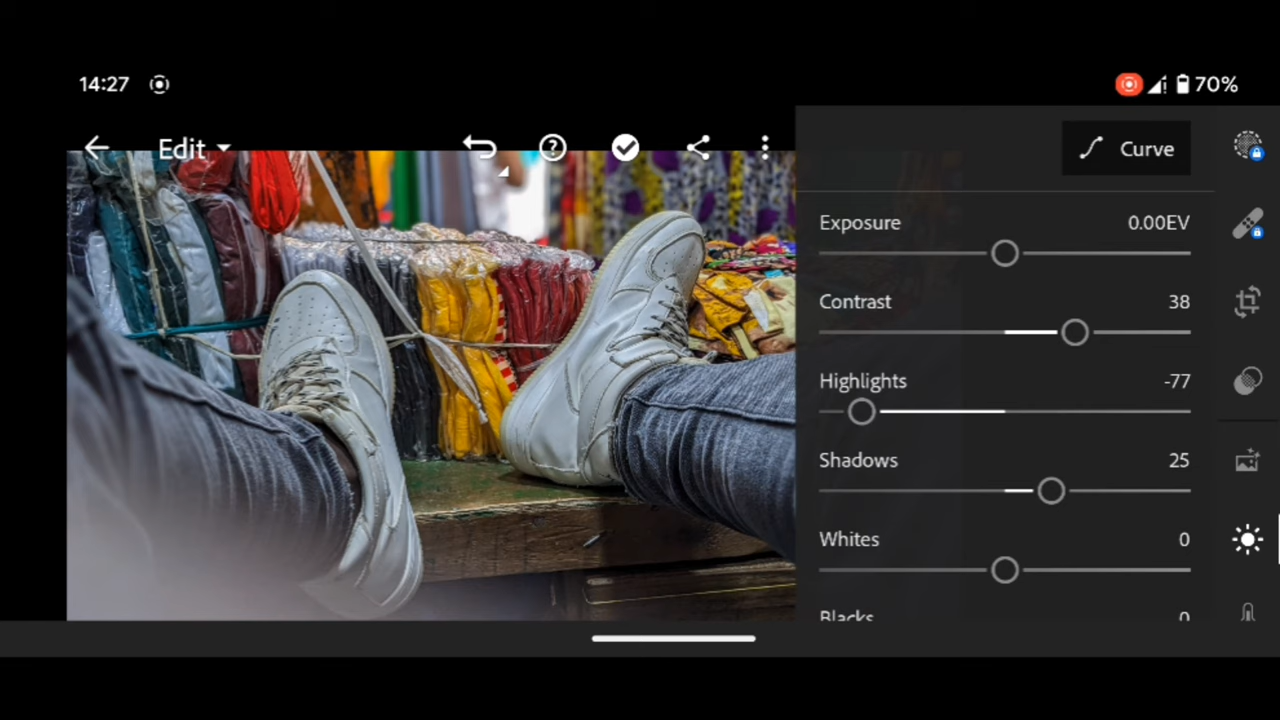 14:27
70%
Edit
Curve
Exposure 0.00EV
Contrast 38
Highlights -77
Shadows 25
Whites 0
Blacks 0